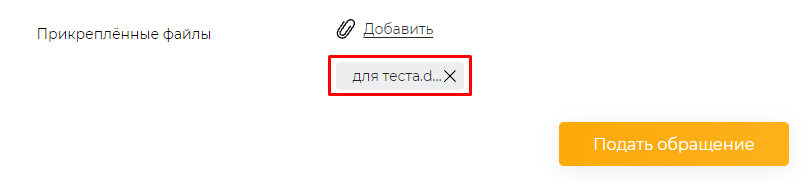 Прикреплённые файлы
Добавить
для теста.d...
Подать обращение